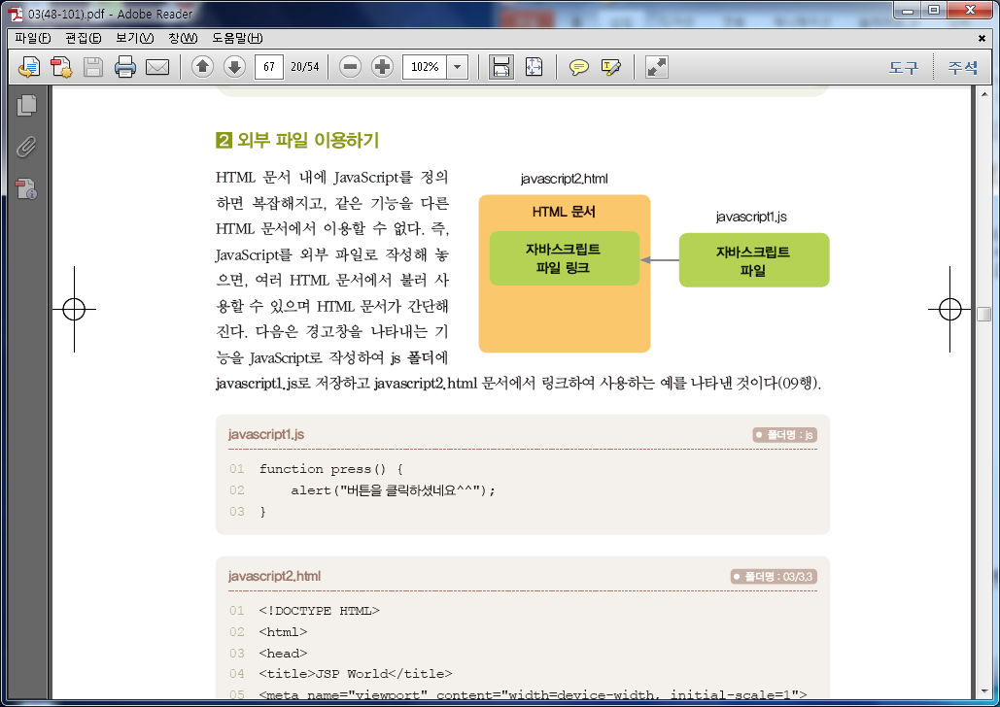 03(48-101).pdf - Adobe Reader
파일(F) 편집(E) 보기(V) 창(W) 도움말(H)
67 20/54 102% 도구 주석
2 외부 파일 이용하기
HTML 문서 내에 JavaScript를 정의
하면 복잡해지고, 같은 기능을 다른
HTML 문서에서 이용할 수 없다. 즉,
JavaScript를 외부 파일로 작성해 놓
으면, 여러 HTML 문서에서 불러 사
용할 수 있으며 HTML 문서가 간단해
진다. 다음은 경고창을 나타내는 기
능을 JavaScript로 작성하여 js 폴더에
javascript1.js로 저장하고 javascript2.html 문서에서 링크하여 사용하는 예를 나타낸 것이다(09행).
javascript2.html
HTML 문서
자바스크립트
파일 링크
javascript1.js
자바스크립트
파일
javascript1.js 폴더명 : js
01 function press() {
02 alert("버튼을 클릭하셨네요^^");
03 }
javascript2.html 폴더명 : 03/3.3
01 <!DOCTYPE HTML>
02 <html>
03 <head>
04 <title>JSP World</title>
05 <meta name="viewport" content="width=device-width, initial-scale=1">